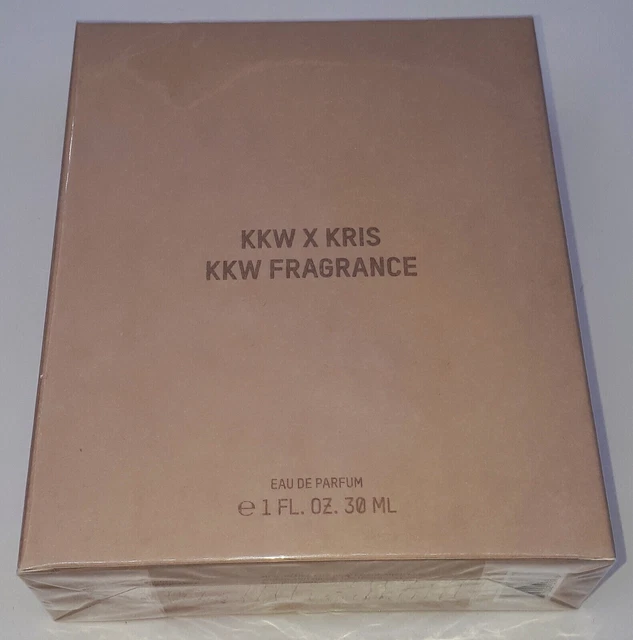 KKW X KRIS
KKW FRAGRANCE
EAU DE PARFUM
℮ 1 FL. OZ. 30 ML